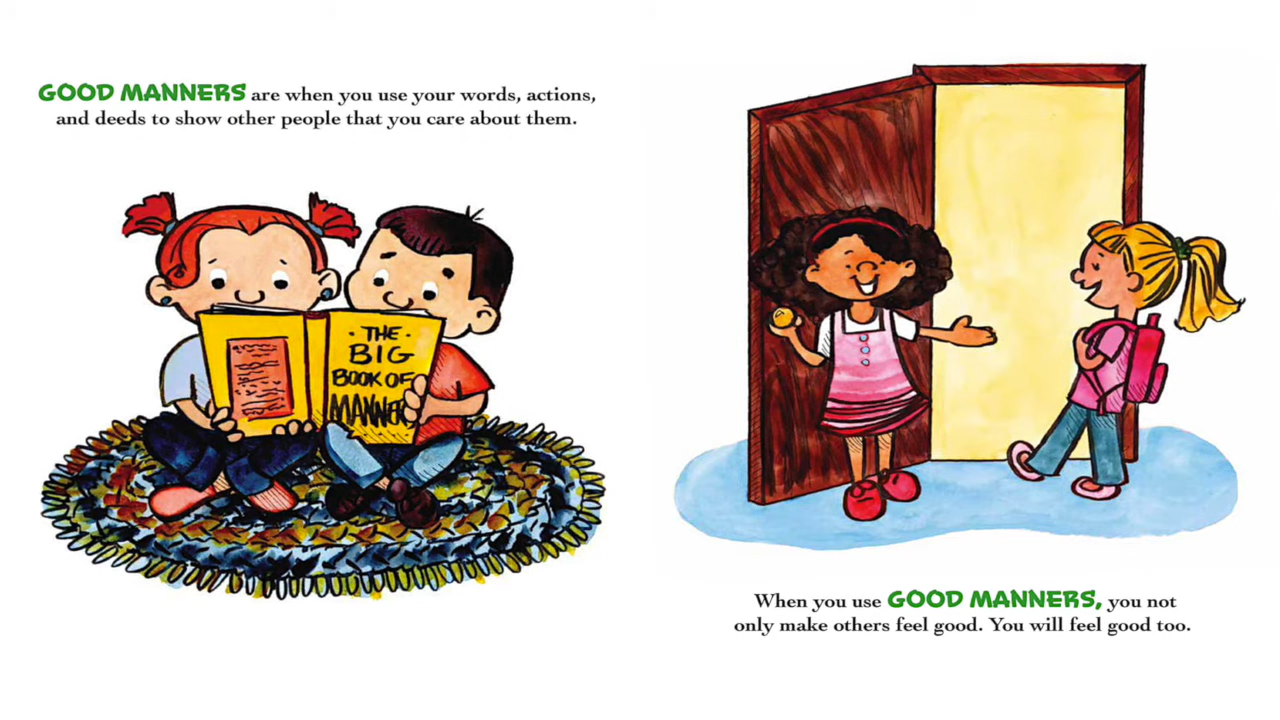 GOOD MANNERS are when you use your words, actions,
and deeds to show other people that you care about them.
·THE·
BIG
BOOK OF
MANNERS
When you use GOOD MANNERS, you not
only make others feel good. You will feel good too.